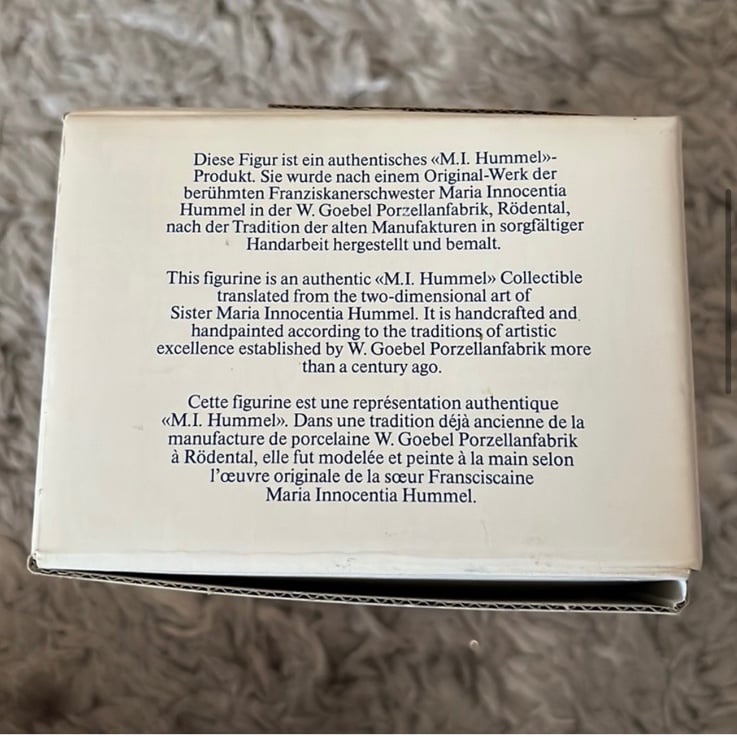 Diese Figur ist ein authentisches «M.I. Hummel»-
Produkt. Sie wurde nach einem Original-Werk der
berühmten Franziskanerschwester Maria Innocentia
Hummel in der W. Goebel Porzellanfabrik, Rödental,
nach der Tradition der alten Manufakturen in sorgfältiger
Handarbeit hergestellt und bemalt.
This figurine is an authentic «M.I. Hummel» Collectible
translated from the two-dimensional art of
Sister Maria Innocentia Hummel. It is handcrafted and
handpainted according to the traditions of artistic
excellence established by W. Goebel Porzellanfabrik more
than a century ago.
Cette figurine est une représentation authentique
«M.I. Hummel». Dans une tradition déjà ancienne de la
manufacture de porcelaine W. Goebel Porzellanfabrik
à Rödental, elle fut modelée et peinte à la main selon
l'œuvre originale de la sœur Fransciscaine
Maria Innocentia Hummel.